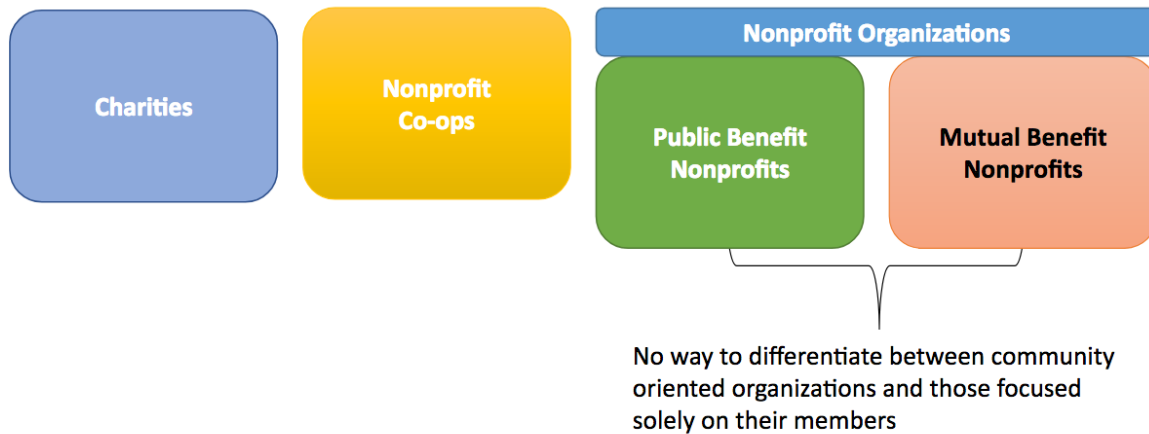 Nonprofit Organizations
Charities
Nonprofit
Co-ops
Public Benefit
Nonprofits
Mutual Benefit
Nonprofits
No way to differentiate between community
oriented organizations and those focused
solely on their members